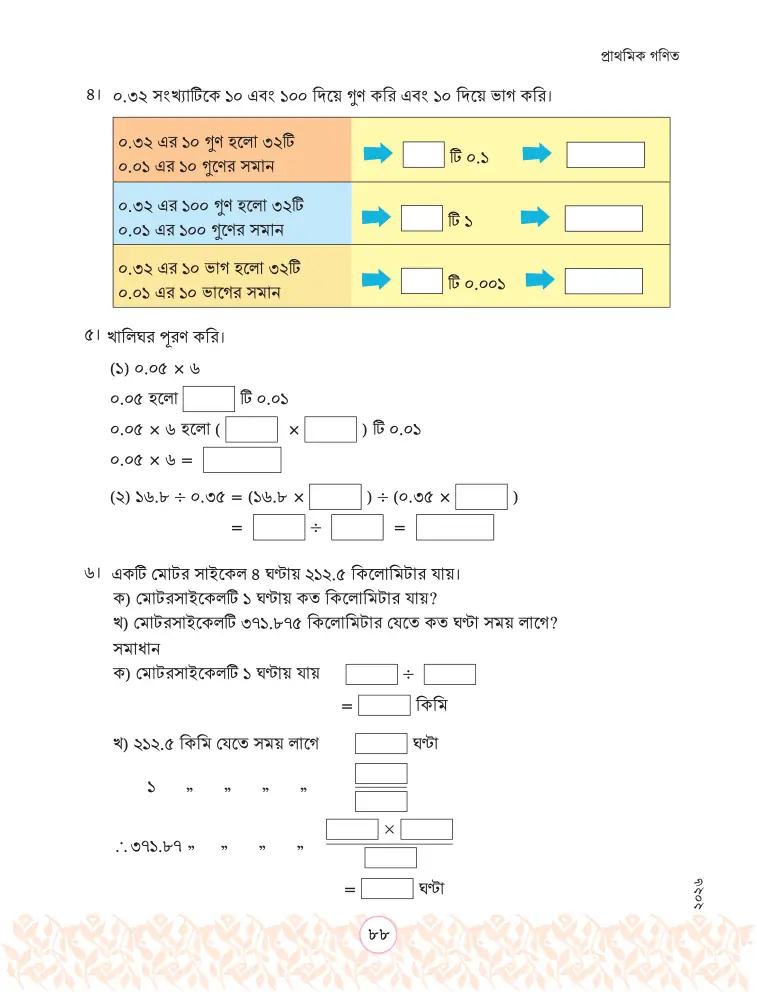 প্রাথমিক গণিত
৪। ০.৩২ সংখ্যাটিকে ১০ এবং ১০০ দিয়ে গুণ করি এবং ১০ দিয়ে ভাগ করি।
০.৩২ এর ১০ গুণ হলো ৩২টি
০.০১ এর ১০ গুণের সমান
টি ০.১
০.৩২ এর ১০০ গুণ হলো ৩২টি
০.০১ এর ১০০ গুণের সমান
টি ১
০.৩২ এর ১০ ভাগ হলো ৩২টি
০.০১ এর ১০ ভাগের সমান
টি ০.০০১
৫। খালিঘর পূরণ করি।
(১) ০.০৫ × ৬
০.০৫ হলো টি ০.০১
০.০৫ × ৬ হলো ( × ) টি ০.০১
০.০৫ × ৬ =
(২) ১৬.৮ ÷ ০.৩৫ = (১৬.৮ × ) ÷ (০.৩৫ × )
= ÷ =
৬। একটি মোটর সাইকেল ৪ ঘণ্টায় ২১২.৫ কিলোমিটার যায়।
ক) মোটরসাইকেলটি ১ ঘণ্টায় কত কিলোমিটার যায়?
খ) মোটরসাইকেলটি ৩৭১.৮৭৫ কিলোমিটার যেতে কত ঘণ্টা সময় লাগে?
সমাধান
ক) মোটরসাইকেলটি ১ ঘণ্টায় যায় ÷
= কিমি
খ) ২১২.৫ কিমি যেতে সময় লাগে ঘণ্টা
১ ” ” ” ”
×
∴৩৭১.৮৭ ” ” ” ”
= ঘণ্টা
২০২৬
৮৮